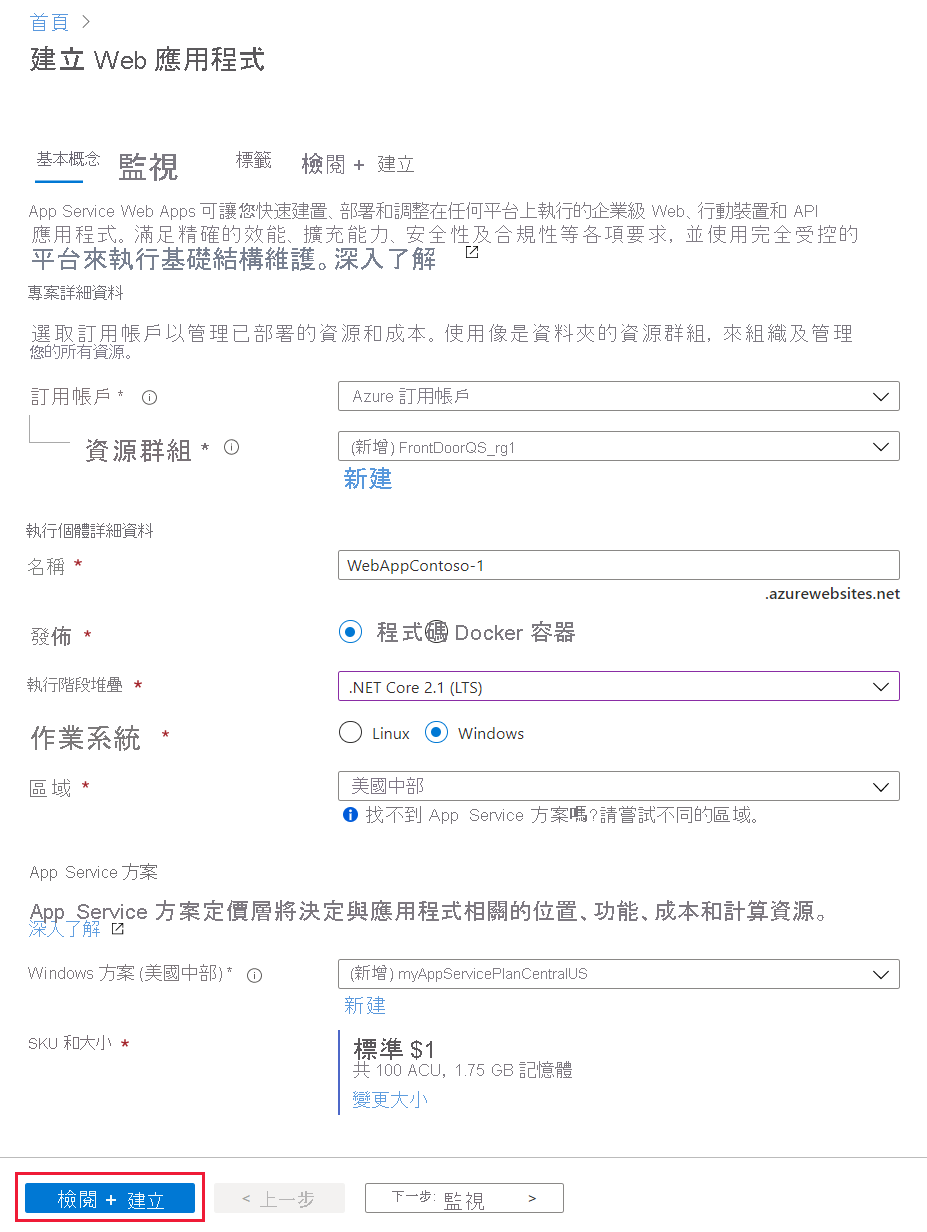 首頁 >
建立 Web 應用程式
基本概念 監視 標籤 檢閱 + 建立
App Service Web Apps 可讓您快速建置、部署和調整在任何平台上執行的企業級 Web、行動裝置和 API
應用程式。滿足精確的效能、擴充能力、安全性及合規性等各項要求, 並使用完全受控的
平台來執行基礎結構維護。深入了解
專案詳細資料
選取訂用帳戶以管理已部署的資源和成本。使用像是資料夾的資源群組, 來組織及管理
您的所有資源。
訂用帳戶 * Azure 訂用帳戶
資源群組 * (新增) FrontDoorQS_rg1
新建
執行個體詳細資料
名稱 * WebAppContoso-1
.azurewebsites.net
發佈 * 程式碼 Docker 容器
執行階段堆疊 * .NET Core 2.1 (LTS)
作業系統 * Linux Windows
區域 * 美國中部
找不到 App Service 方案嗎?請嘗試不同的區域。
App Service 方案
App Service 方案定價層將決定與應用程式相關的位置、功能、成本和計算資源。
深入了解
Windows 方案 (美國中部) * (新增) myAppServicePlanCentralUS
新建
SKU 和大小 * 標準 $1
共 100 ACU, 1.75 GB 記憶體
變更大小
檢閱 + 建立 < 上一步 下一步: 監視 >